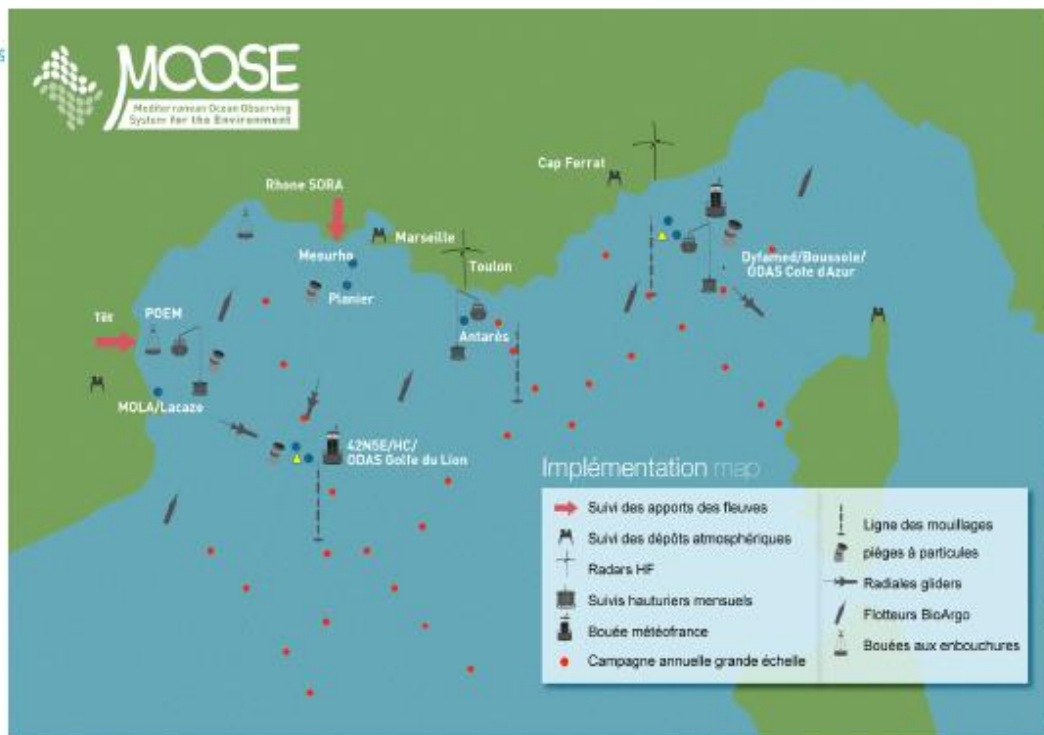 MOOSE
Mediterranean Ocean Observing
System for the Environment
Cap Ferrat
Rhone SORA
Marseille
Mesurho
Toulon
Dyfamed/Boussole/
ODAS Cote d'Azur
Planier
POEM
Têt
Antarès
MOLA/Lacaze
42N5E/HC/
ODAS Golfe du Lion
Implémentation map
Suivi des apports des fleuves
Suivi des dépôts atmosphériques
Radars HF
Suivis hauturiers mensuels
Bouée météofrance
Campagne annuelle grande échelle
Ligne des mouillages
pièges à particules
Radiales gliders
Flotteurs BioArgo
Bouées aux enbouchures